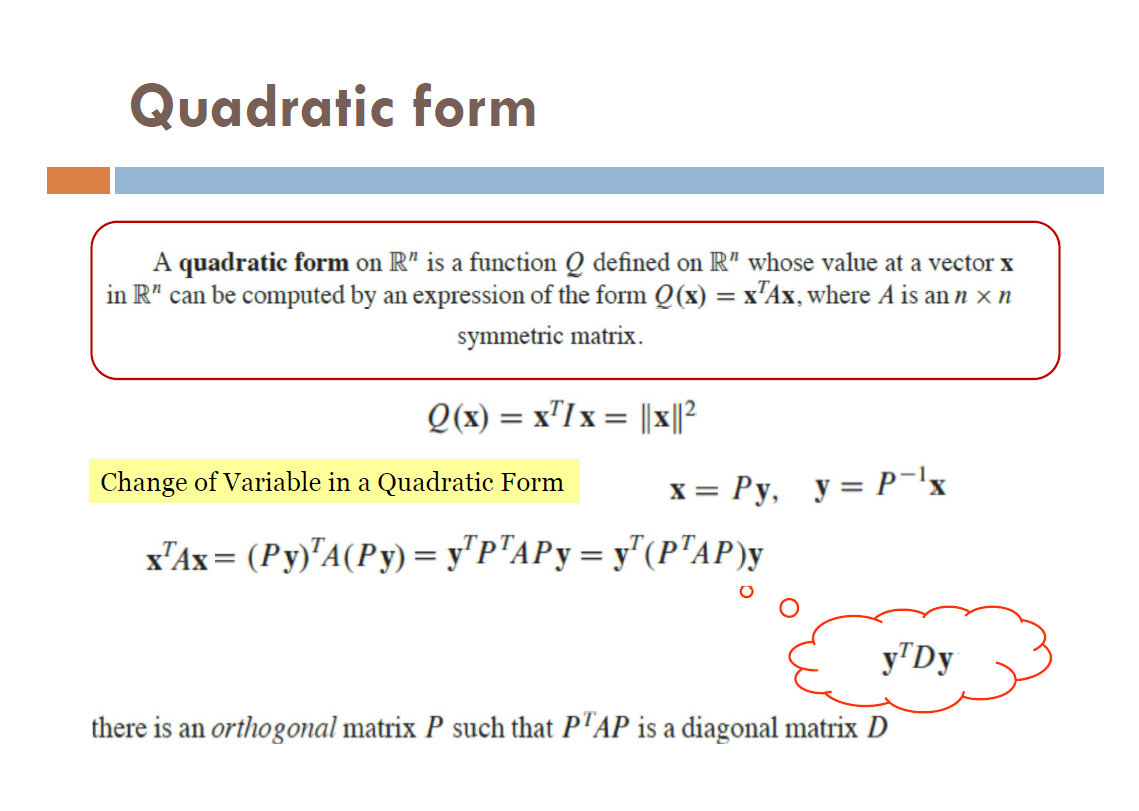 Quadratic form
A quadratic form on ℝⁿ is a function Q defined on ℝⁿ whose value at a vector x
in ℝⁿ can be computed by an expression of the form Q(x) = xᵀAx, where A is an n × n
symmetric matrix.
Q(x) = xᵀIx = ||x||²
Change of Variable in a Quadratic Form
x = Py, y = P⁻¹x
xᵀAx = (Py)ᵀA(Py) = yᵀPᵀAPy = yᵀ(PᵀAP)y
yᵀDy
there is an orthogonal matrix P such that PᵀAP is a diagonal matrix D